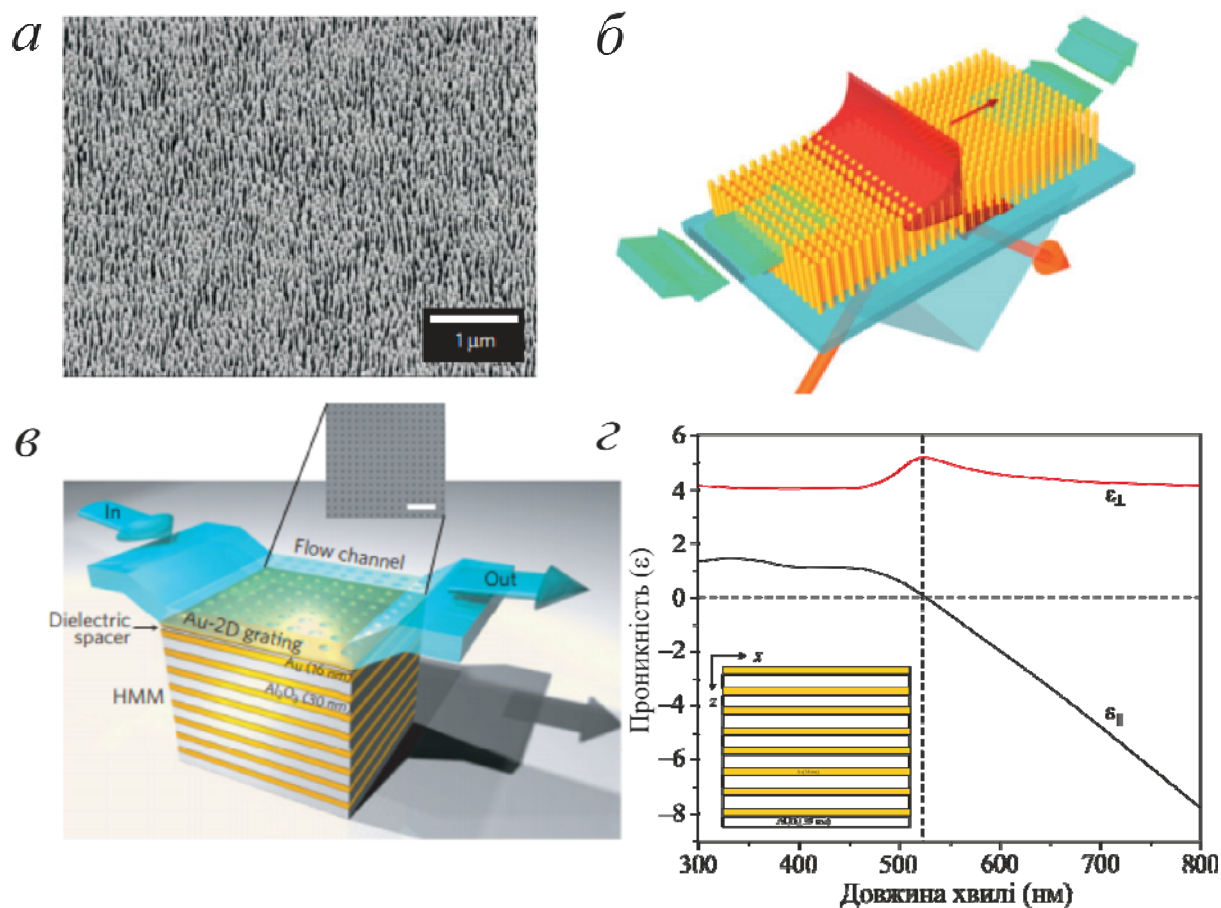 а
1 μm
б
в
In
Flow channel
Out
Dielectric
spacer
Au-2D grating
Au (16 nm)
HMM
Al₂O₃ (30 nm)
г
6
4
2
0
−2
−4
−6
−8
Проникність (ε)
ε⊥
ε||
x
z
300 400 500 600 700 800
Довжина хвилі (нм)